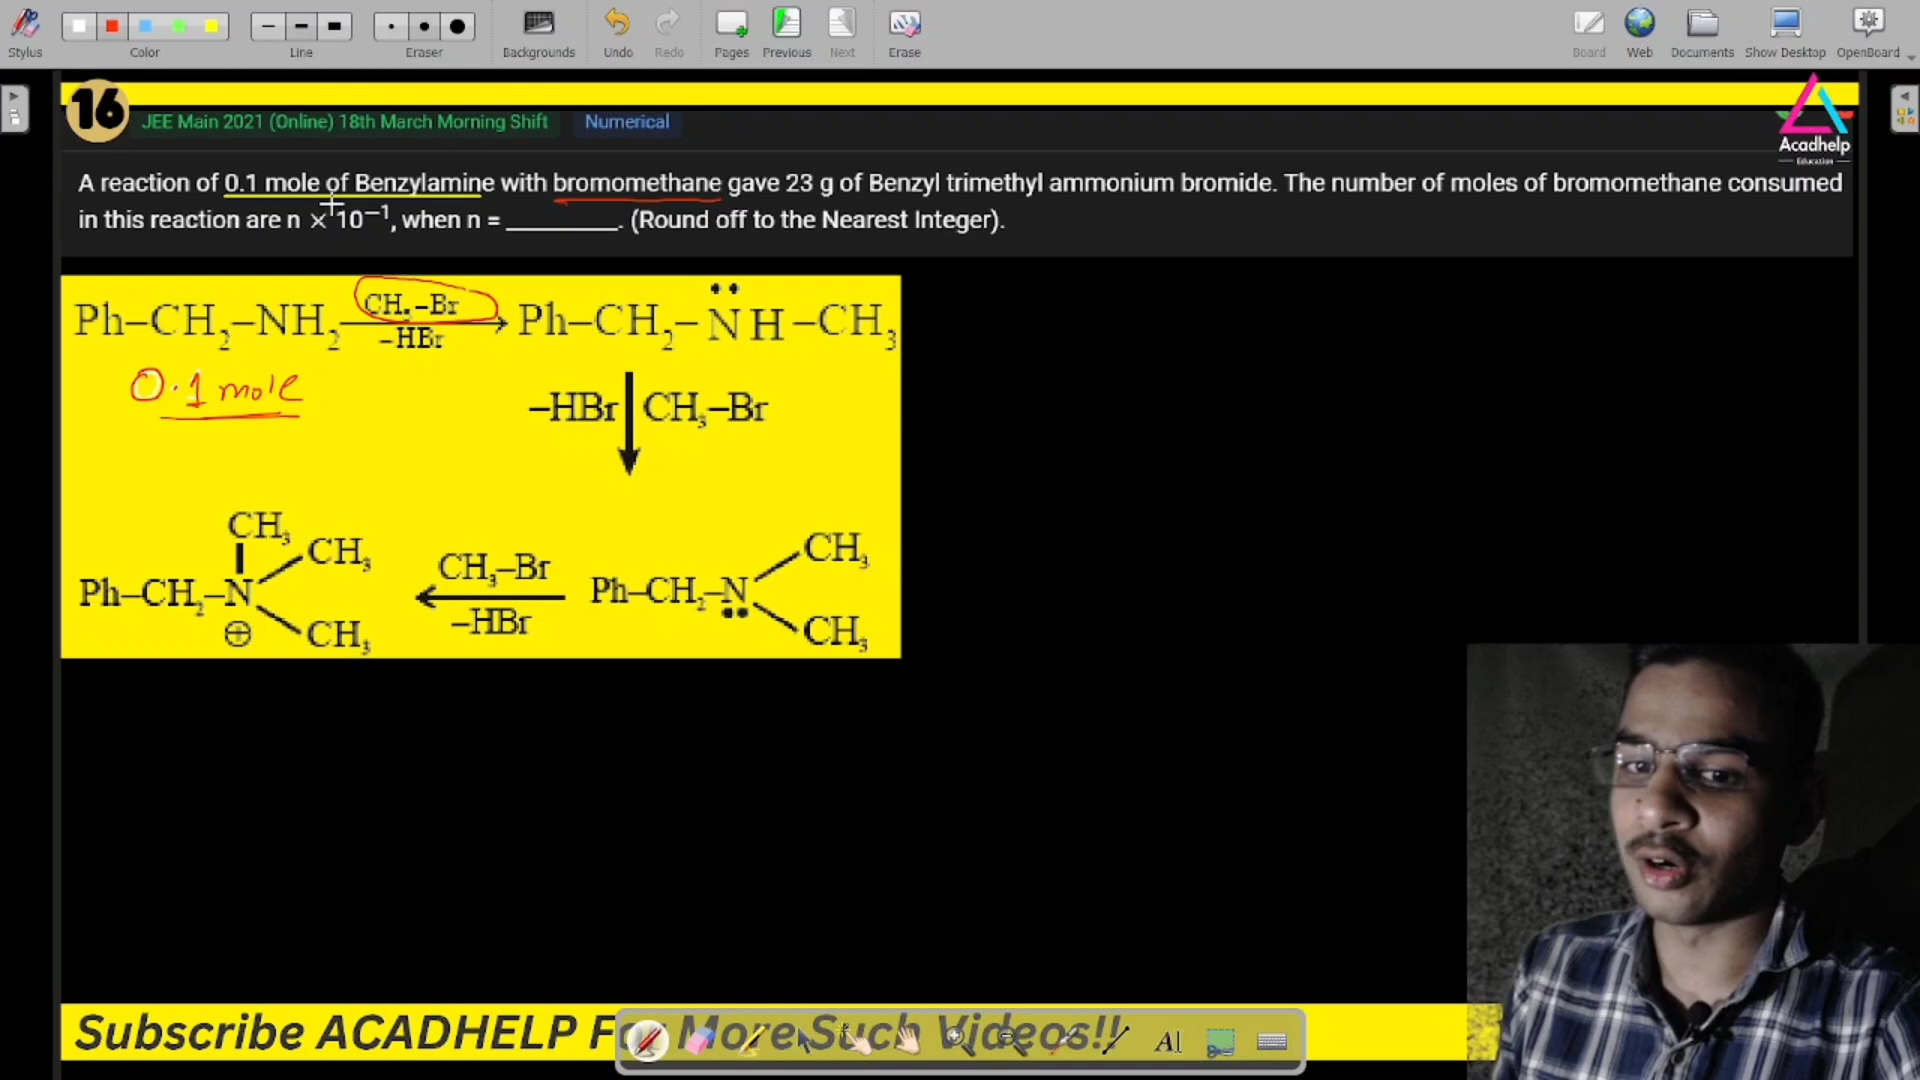 Stylus
Color
Line
Eraser
Backgrounds
Undo
Redo
Pages
Previous
Next
Erase
Board
Web
Documents
Show Desktop
OpenBoard
16
JEE Main 2021 (Online) 18th March Morning Shift
Numerical
Acadhelp
Education
A reaction of 0.1 mole of Benzylamine with bromomethane gave 23 g of Benzyl trimethyl ammonium bromide. The number of moles of bromomethane consumed
in this reaction are n × 10⁻¹, when n = ________. (Round off to the Nearest Integer).
Ph–CH₂–NH₂
CH₃–Br
–HBr
Ph–CH₂–NH–CH₃
0.1 mole
–HBr
CH₃–Br
CH₃
CH₃
Ph–CH₂–N
⊕
CH₃
CH₃–Br
–HBr
CH₃
Ph–CH₂–N
CH₃
Subscribe ACADHELP For More Such Videos!!
A